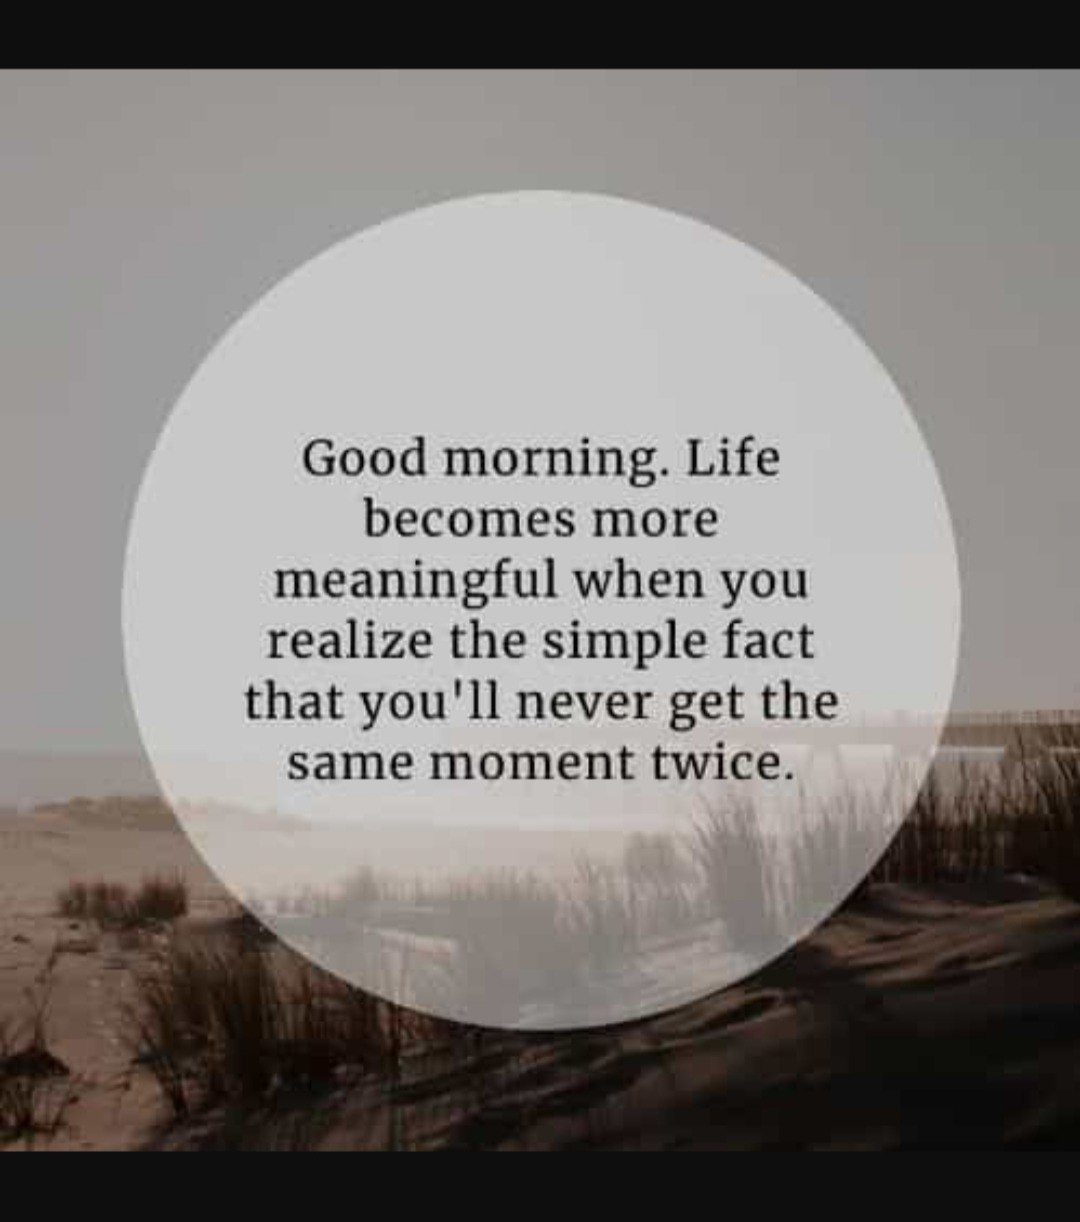 Good morning. Life
becomes more
meaningful when you
realize the simple fact
that you'll never get the
same moment twice.